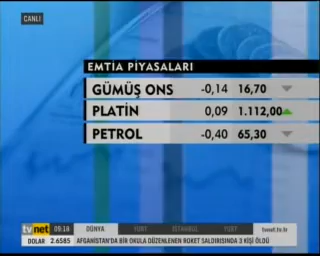 CANLI
EMTİA PİYASALARI
GÜMÜŞ ONS -0,14 16,70
PLATİN 0,09 1.112,00
PETROL -0,40 65,30
tvnet 09:18 DÜNYA YURT İSTANBUL YURT tvnet.tv.tr
DOLAR 2.6585 AFGANİSTAN'DA BİR OKULA DÜZENLENEN ROKET SALDIRISINDA 3 KİŞİ ÖLDÜ